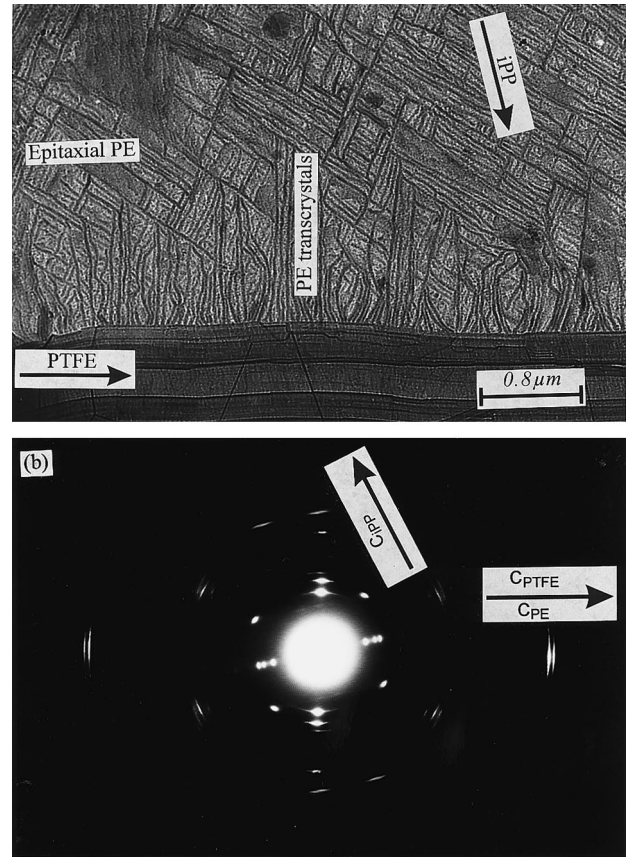 iPP
Epitaxial PE
PE transcrystals
PTFE
0.8μm
(b)
CiPP
CPTFE
CPE